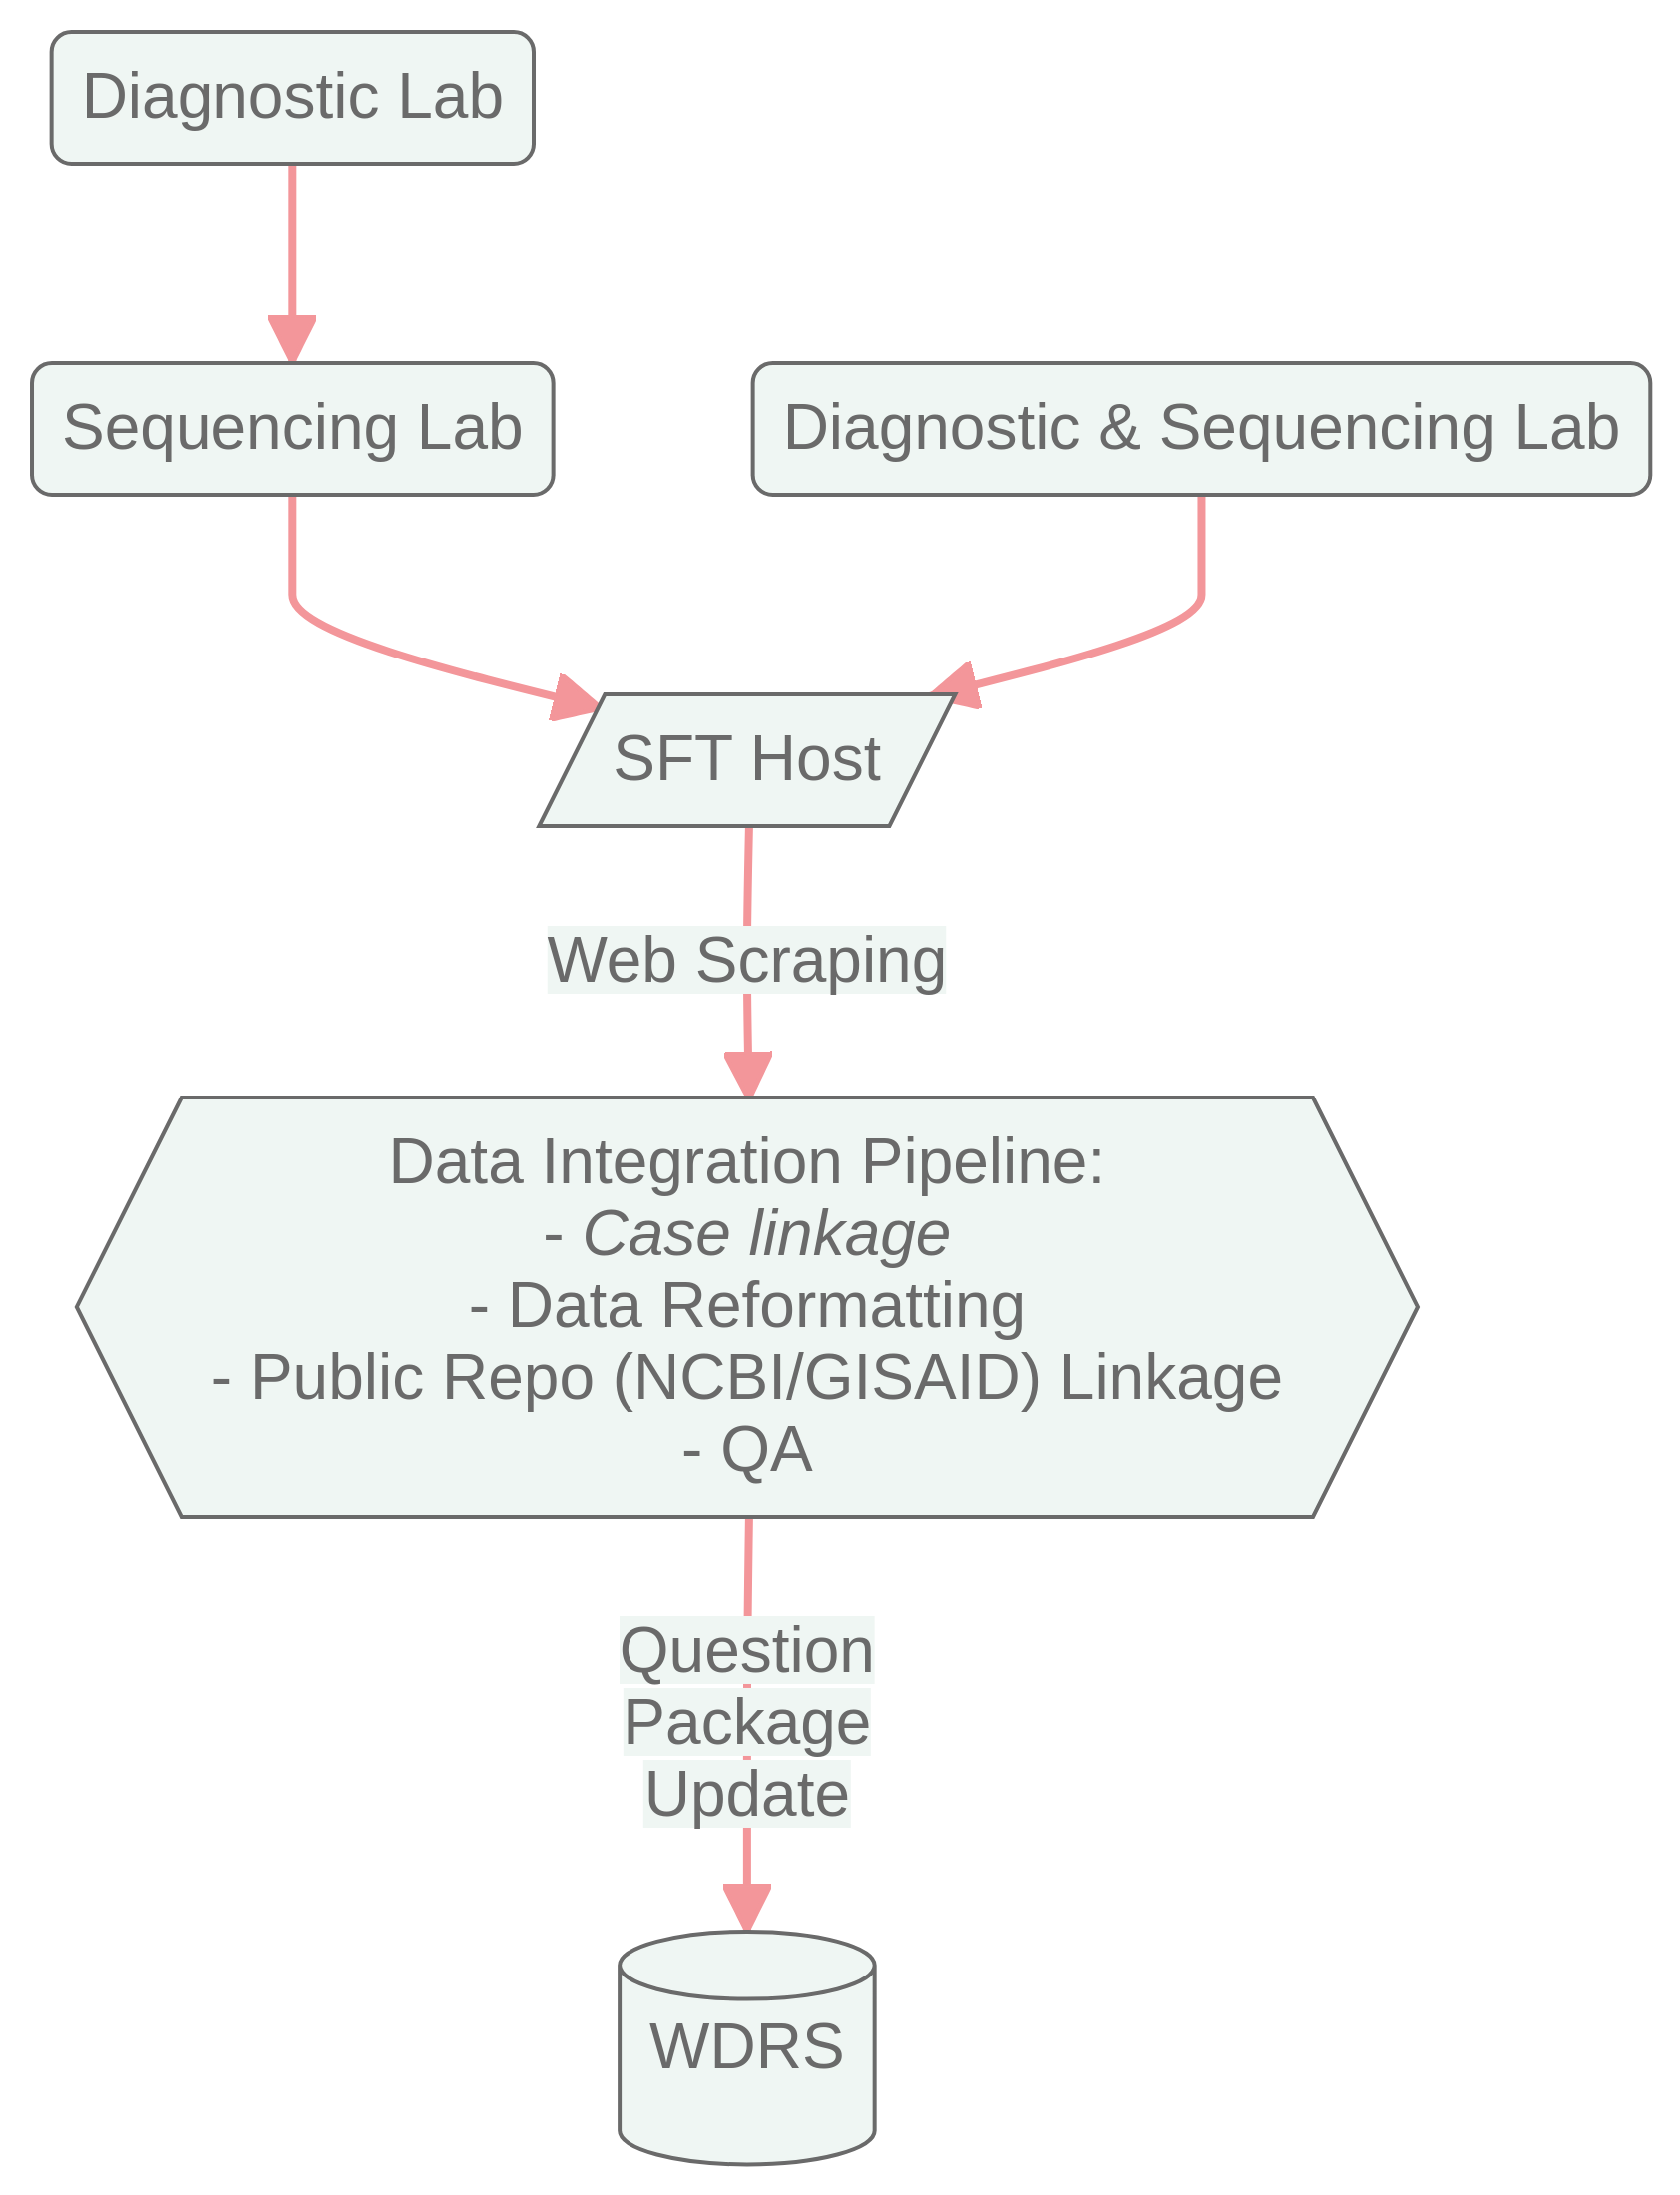 Diagnostic Lab
Sequencing Lab
Diagnostic & Sequencing Lab
SFT Host
Web Scraping
Data Integration Pipeline:
- Case linkage
- Data Reformatting
- Public Repo (NCBI/GISAID) Linkage
- QA
Question
Package
Update
WDRS